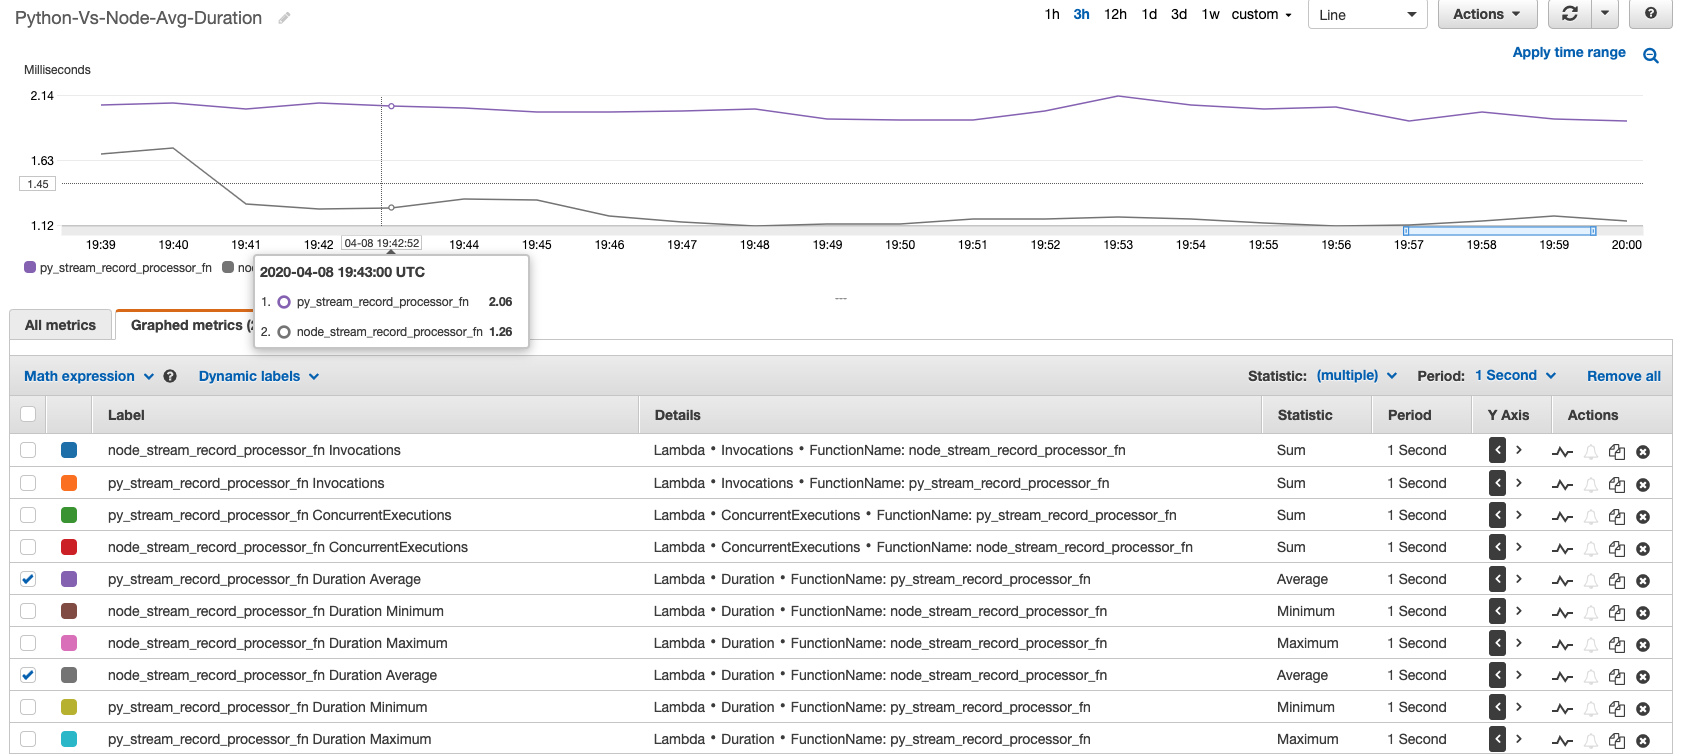 Python-Vs-Node-Avg-Duration
1h 3h 12h 1d 3d 1w custom Line Actions
Apply time range
Milliseconds
2.14
1.63
1.45
1.12
19:39 19:40 19:41 19:42 04-08 19:42:52 19:44 19:45 19:46 19:47 19:48 19:49 19:50 19:51 19:52 19:53 19:54 19:55 19:56 19:57 19:58 19:59 20:00
py_stream_record_processor_fn no
2020-04-08 19:43:00 UTC
1. py_stream_record_processor_fn 2.06
2. node_stream_record_processor_fn 1.26
All metrics Graphed metrics (2
Math expression ? Dynamic labels Statistic: (multiple) Period: 1 Second Remove all
Label Details Statistic Period Y Axis Actions
node_stream_record_processor_fn Invocations Lambda • Invocations • FunctionName: node_stream_record_processor_fn Sum 1 Second < >
py_stream_record_processor_fn Invocations Lambda • Invocations • FunctionName: py_stream_record_processor_fn Sum 1 Second < >
py_stream_record_processor_fn ConcurrentExecutions Lambda • ConcurrentExecutions • FunctionName: py_stream_record_processor_fn Sum 1 Second < >
node_stream_record_processor_fn ConcurrentExecutions Lambda • ConcurrentExecutions • FunctionName: node_stream_record_processor_fn Sum 1 Second < >
py_stream_record_processor_fn Duration Average Lambda • Duration • FunctionName: py_stream_record_processor_fn Average 1 Second < >
node_stream_record_processor_fn Duration Minimum Lambda • Duration • FunctionName: node_stream_record_processor_fn Minimum 1 Second < >
node_stream_record_processor_fn Duration Maximum Lambda • Duration • FunctionName: node_stream_record_processor_fn Maximum 1 Second < >
node_stream_record_processor_fn Duration Average Lambda • Duration • FunctionName: node_stream_record_processor_fn Average 1 Second < >
py_stream_record_processor_fn Duration Minimum Lambda • Duration • FunctionName: py_stream_record_processor_fn Minimum 1 Second < >
py_stream_record_processor_fn Duration Maximum Lambda • Duration • FunctionName: py_stream_record_processor_fn Maximum 1 Second < >